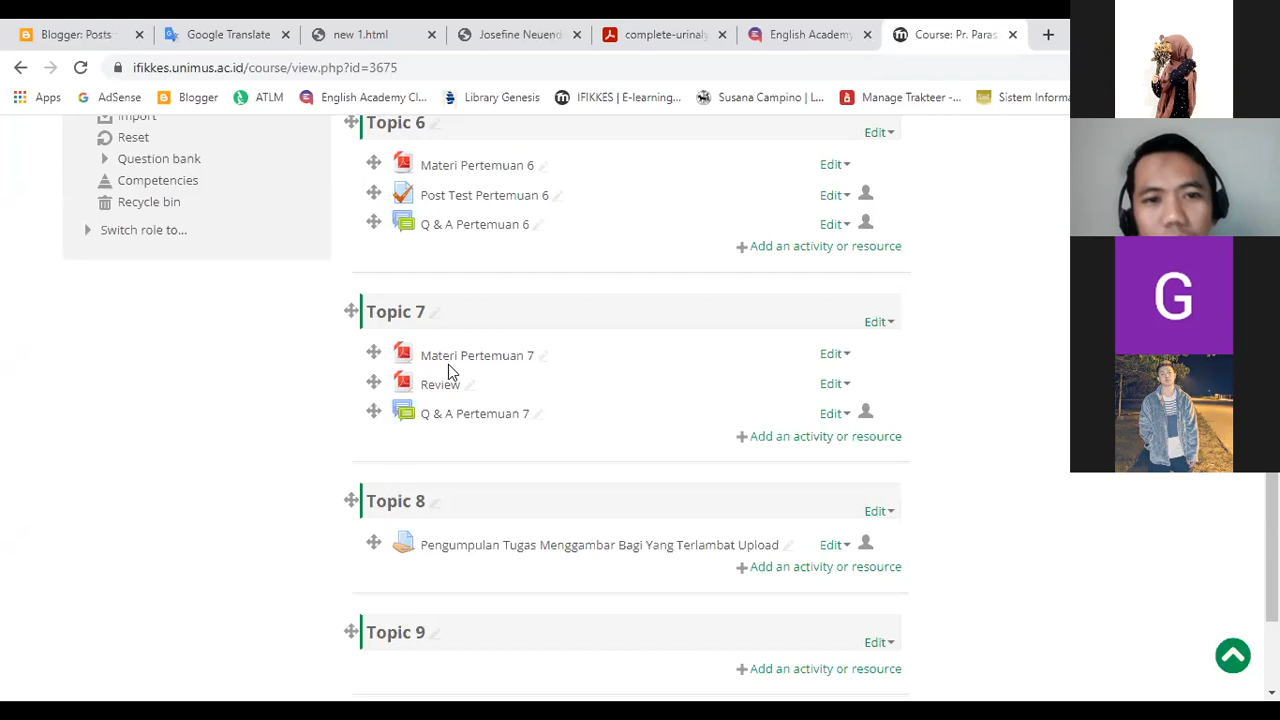 Blogger: Posts
Google Translate
new 1.html
Josefine Neuend
complete-urinaly
English Academy
Course: Pr. Paras
ifikkes.unimus.ac.id/course/view.php?id=3675
Apps
AdSense
Blogger
ATLM
English Academy Cl...
Library Genesis
IFIKKES | E-learning...
Susana Campino | L...
Manage Trakteer -...
Sistem Informa
Import
Reset
Question bank
Competencies
Recycle bin
Switch role to...
Topic 6
Edit
Materi Pertemuan 6
Edit
Post Test Pertemuan 6
Edit
Q & A Pertemuan 6
Edit
Add an activity or resource
Topic 7
Edit
Materi Pertemuan 7
Edit
Review
Edit
Q & A Pertemuan 7
Edit
Add an activity or resource
Topic 8
Edit
Pengumpulan Tugas Menggambar Bagi Yang Terlambat Upload
Edit
Add an activity or resource
Topic 9
Edit
Add an activity or resource
G